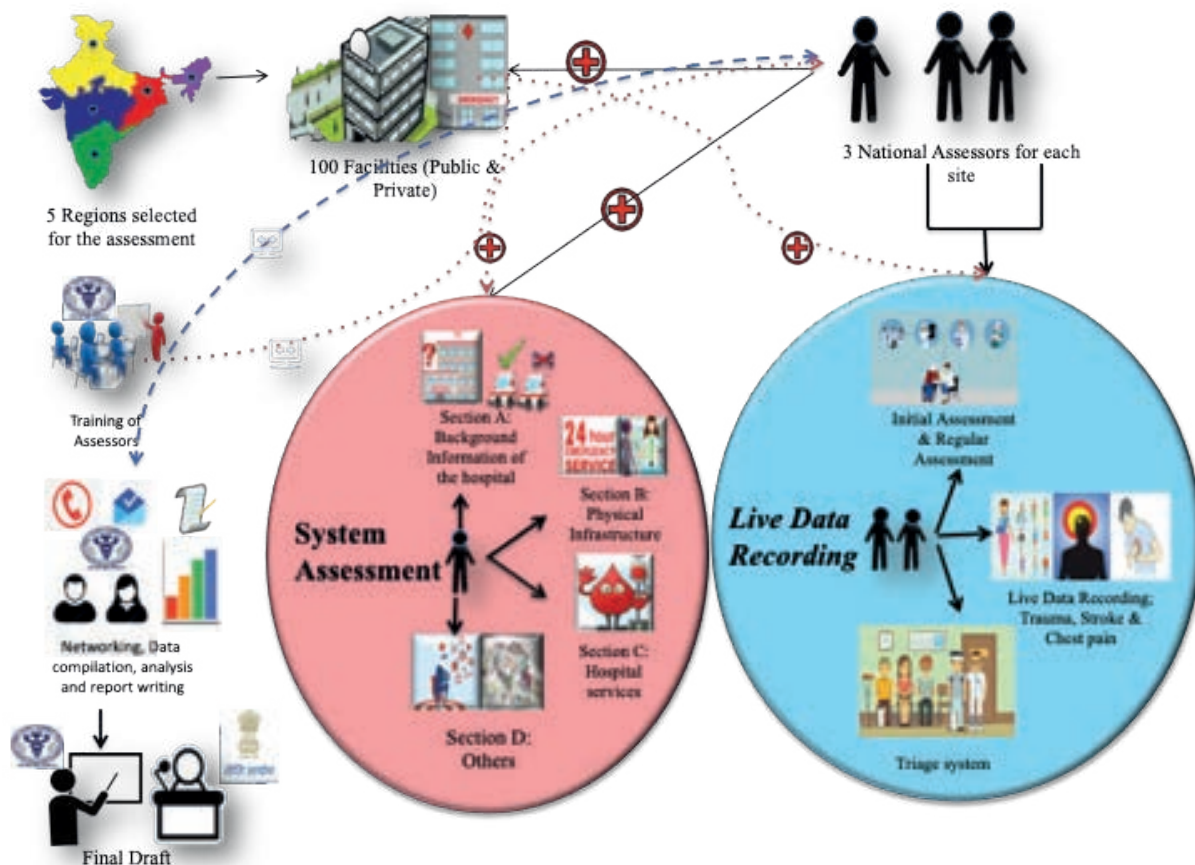 5 Regions selected
for the assessment
100 Facilities (Public &
Private)
3 National Assessors for each
site
Training of
Assessors
Networking, Data
compilation, analysis
and report writing
Final Draft
System
Assessment
Section A:
Background
Information of
the hospital
24 hour
EMERGENCY
SERVICE
Section B:
Physical
Infrastructure
Section C:
Hospital
services
Section D:
Others
Live Data
Recording
Initial Assessment
& Regular
Assessment
Live Data Recording;
Trauma, Stroke &
Chest pain
Triage system